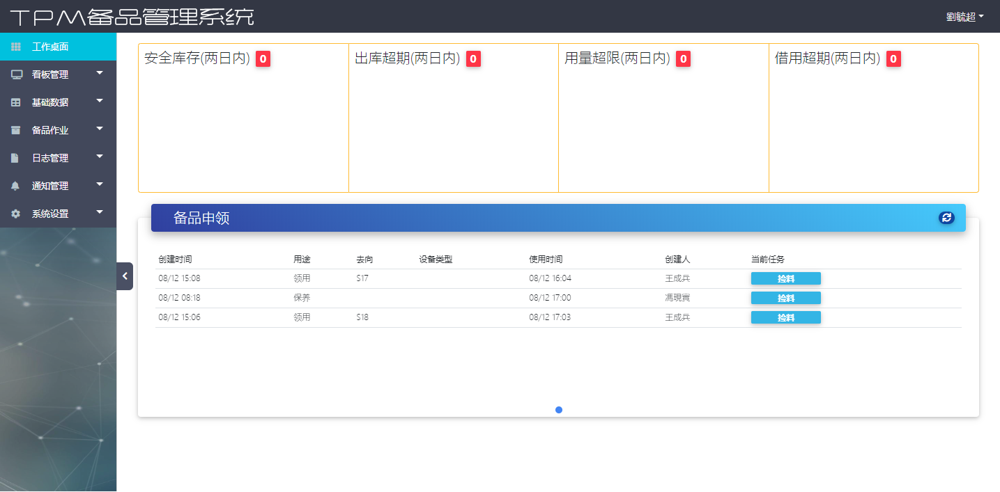 TPM备品管理系统
劉毓超
工作桌面
看板管理
基础数据
备品作业
日志管理
通知管理
系统设置
安全库存(两日内) 0
出库超期(两日内) 0
用量超限(两日内) 0
借用超期(两日内) 0
备品申领
创建时间 用途 去向 设备类型 使用时间 创建人 当前任务
08/12 15:08 领用 S17 08/12 16:04 王成兵 捡料
08/12 08:18 保养 08/12 17:00 馮現實 捡料
08/12 15:06 领用 S18 08/12 17:03 王成兵 捡料